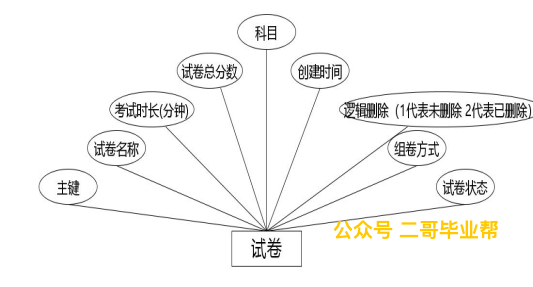 科目
试卷总分数
创建时间
考试时长(分钟)
逻辑删除（1代表未删除 2代表已删除）
试卷名称
组卷方式
主键
试卷状态
公众号 二哥毕业帮
试卷